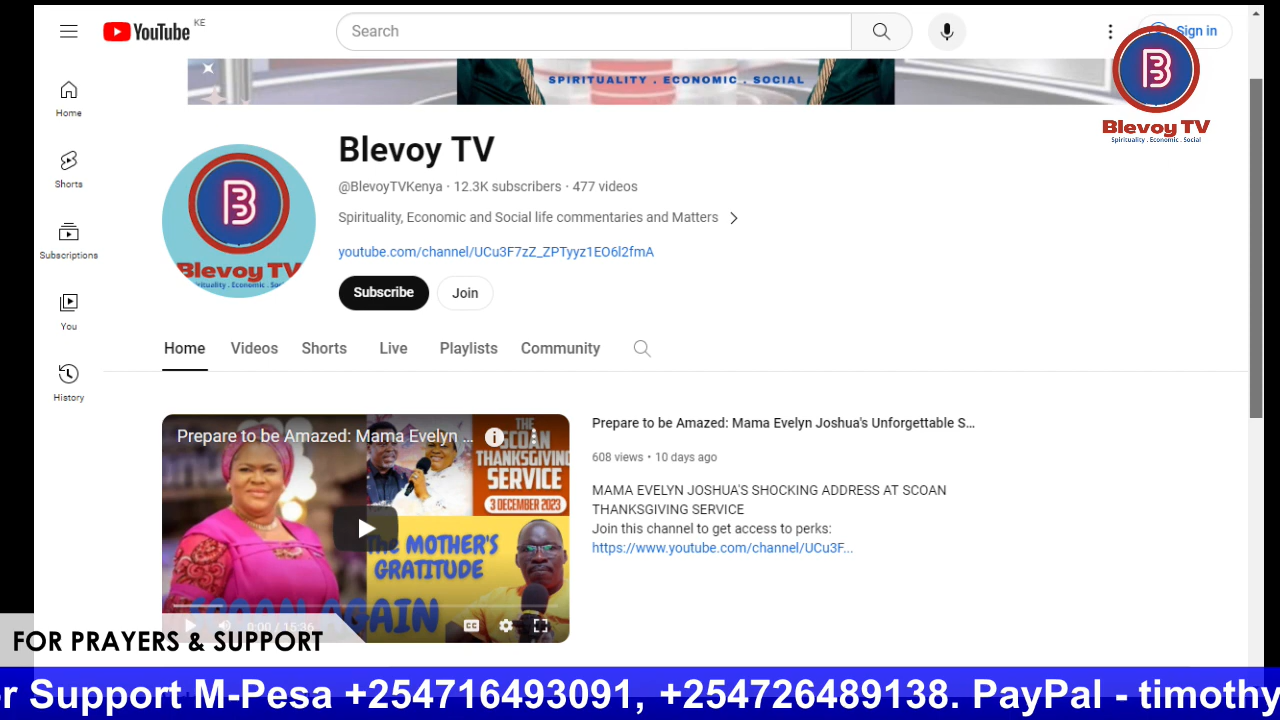 YouTube KE
Search
Sign in
SPIRITUALITY . ECONOMIC . SOCIAL
B
Blevoy TV
Spirituality . Economic . Social
Home
Shorts
Subscriptions
You
History
B
Blevoy TV
Blevoy TV
@BlevoyTVKenya · 12.3K subscribers · 477 videos
Spirituality, Economic and Social life commentaries and Matters
youtube.com/channel/UCu3F7zZ_ZPTyyz1EO6l2fmA
Subscribe Join
Home Videos Shorts Live Playlists Community
Prepare to be Amazed: Mama Evelyn ...
THE
SCOAN
THANKSGIVING
SERVICE
3 DECEMBER 2023
The MOTHER'S
GRATITUDE
AGAIN
0:00 / 15:36
CC
Prepare to be Amazed: Mama Evelyn Joshua's Unforgettable S...
608 views • 10 days ago
MAMA EVELYN JOSHUA'S SHOCKING ADDRESS AT SCOAN
THANKSGIVING SERVICE
Join this channel to get access to perks:
https://www.youtube.com/channel/UCu3F...
FOR PRAYERS & SUPPORT
r Support M-Pesa +254716493091, +254726489138. PayPal - timothy